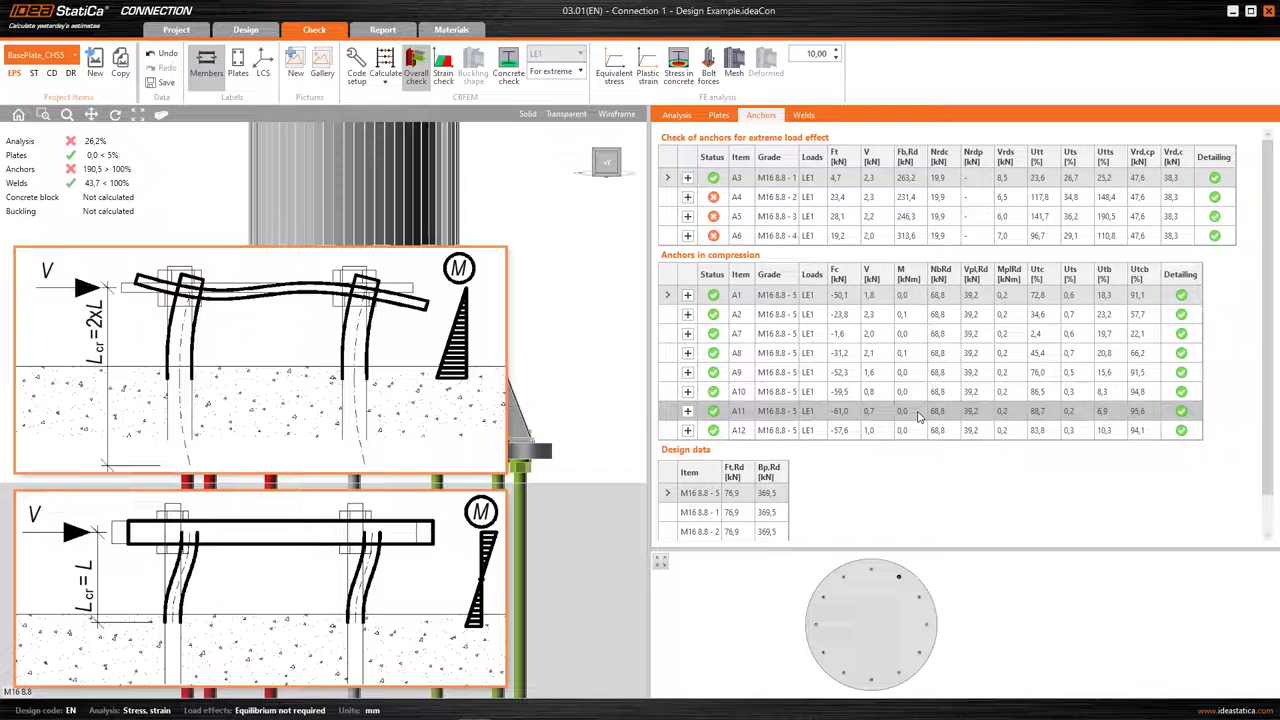 IDEA StatiCa® CONNECTION
Calculate yesterday's estimates
03.01(EN) - Connection 1 - Design Example.ideaCon
Project Design Check Report Materials
BasePlate_CHS5
EPS ST CD DR
New Copy
Project items
Undo
Redo
Save
Data
Members Plates LCS
Labels
New Gallery
Pictures
Code setup Calculate Overall check Strain check Buckling shape Concrete check
LE1
For extreme
CBFEM
Equivalent stress Plastic strain Stress in concrete Bolt forces Mesh Deformed
10,00
FE analysis
Solid Transparent Wireframe
Analysis 26,2%
Plates 0,0 < 5%
Anchors 190,5 > 100%
Welds 43,7 < 100%
Concrete block Not calculated
Buckling Not calculated
+Y
V
Lcr = 2xL
M
V
Lcr = L
M
M16 8.8
Analysis Plates Anchors Welds
Check of anchors for extreme load effect
Status Item Grade Loads Ft [kN] V [kN] Fb,Rd [kN] Nrdc [kN] Nrdp [kN] Vrds [kN] Utt [%] Uts [%] Utts [%] Vrd,cp [kN] Vrd,c [kN] Detailing
A3 M16 8.8 - 1 LE1 4,7 2,3 263,2 19,9 - 8,5 23,6 26,7 25,2 47,6 38,3
A4 M16 8.8 - 2 LE1 23,4 2,2 231,4 19,9 - 6,5 117,8 34,8 148,4 47,6 38,3
A5 M16 8.8 - 3 LE1 28,1 2,2 246,3 19,9 - 6,0 141,7 36,2 190,5 47,6 38,3
A6 M16 8.8 - 4 LE1 19,2 2,0 313,6 19,9 - 7,0 96,7 29,1 110,8 47,6 38,3
Anchors in compression
Status Item Grade Loads Fc [kN] V [kN] M [kNm] NbRd [kN] Vpl,Rd [kN] MplRd [kNm] Utc [%] Uts [%] Utb [%] Utcb [%] Detailing
A1 M16 8.8 - 5 LE1 -50,1 1,8 0,0 68,8 39,2 0,2 72,8 0,6 18,3 91,1
A2 M16 8.8 - 5 LE1 -23,8 2,3 0,1 68,8 39,2 0,2 34,6 0,7 23,2 57,7
A7 M16 8.8 - 5 LE1 -1,6 2,0 0,0 68,8 39,2 0,2 2,4 0,6 19,7 22,1
A8 M16 8.8 - 5 LE1 -31,2 2,1 0,1 68,8 39,2 0,2 45,4 0,7 20,8 66,2
A9 M16 8.8 - 5 LE1 -52,3 1,6 0,0 68,8 39,2 0,2 76,0 0,5 15,6 91,5
A10 M16 8.8 - 5 LE1 -59,5 0,8 0,0 68,8 39,2 0,2 86,5 0,3 8,3 94,8
A11 M16 8.8 - 5 LE1 -61,0 0,7 0,0 68,8 39,2 0,2 88,7 0,2 6,9 95,6
A12 M16 8.8 - 5 LE1 -57,6 1,0 0,0 68,8 39,2 0,2 83,8 0,3 10,3 94,1
Design data
Item Ft,Rd [kN] Bp,Rd [kN]
M16 8.8 - 5 76,9 369,5
M16 8.8 - 1 76,9 369,5
M16 8.8 - 2 76,9 369,5
Design code: EN Analysis: Stress, strain Load effects: Equilibrium not required Units: mm
www.ideastatica.com